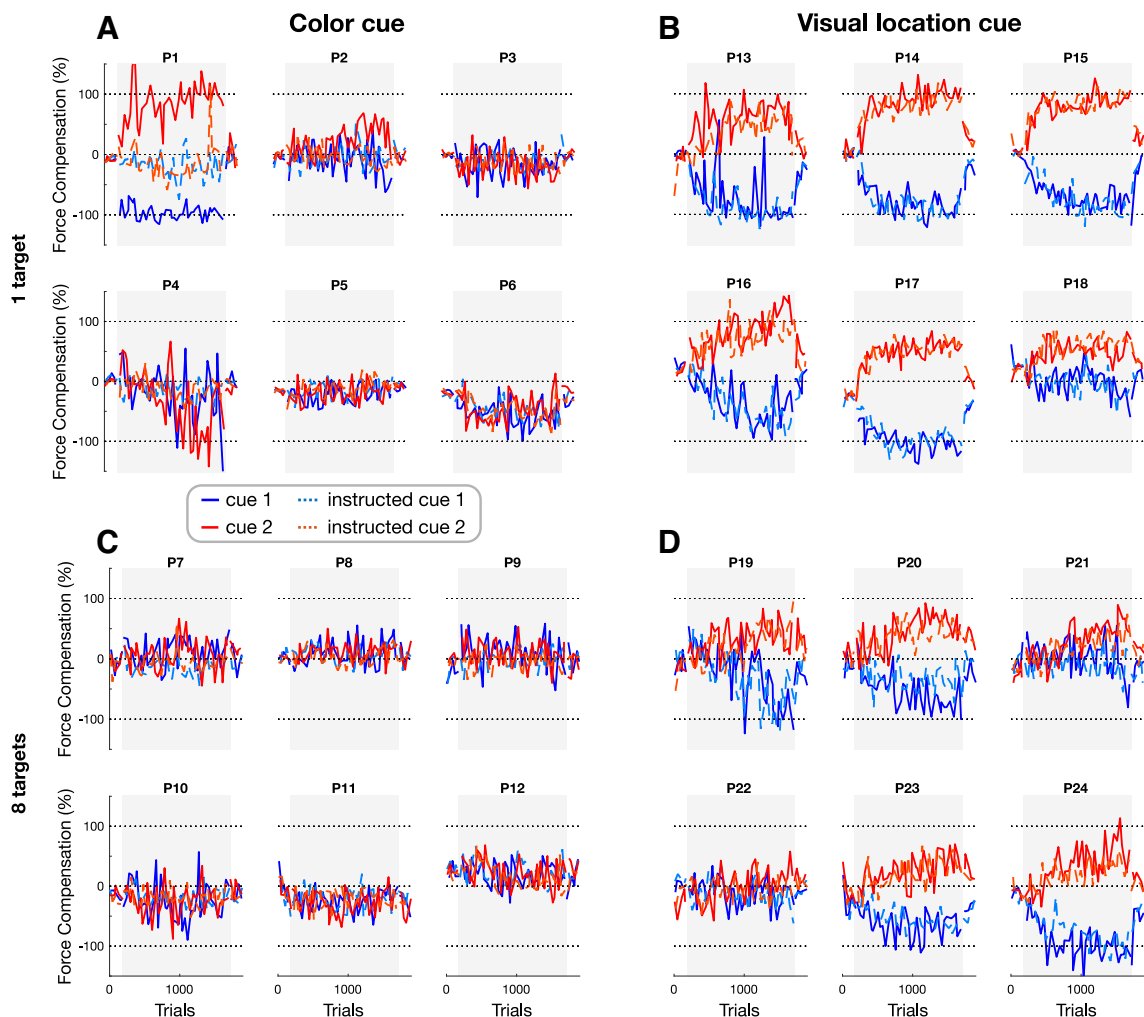 A Color cue
B Visual location cue
1 target
P1 P2 P3
Force Compensation (%)
100
0
-100
P13 P14 P15
P4 P5 P6
Force Compensation (%)
100
0
-100
P16 P17 P18
cue 1 instructed cue 1
cue 2 instructed cue 2
C
D
8 targets
P7 P8 P9
Force Compensation (%)
100
0
-100
P19 P20 P21
P10 P11 P12
Force Compensation (%)
100
0
-100
P22 P23 P24
0 1000 0 1000 0 1000 0 1000 0 1000 0 1000
Trials Trials Trials Trials Trials Trials